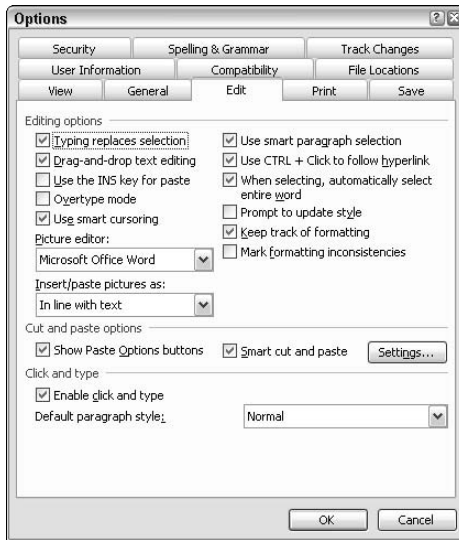 Options
Security
Spelling & Grammar
Track Changes
User Information
Compatibility
File Locations
View
General
Edit
Print
Save
Editing options
Typing replaces selection
Drag-and-drop text editing
Use the INS key for paste
Overtype mode
Use smart cursoring
Picture editor:
Microsoft Office Word
Insert/paste pictures as:
In line with text
Use smart paragraph selection
Use CTRL + Click to follow hyperlink
When selecting, automatically select
entire word
Prompt to update style
Keep track of formatting
Mark formatting inconsistencies
Cut and paste options
Show Paste Options buttons
Smart cut and paste
Settings...
Click and type
Enable click and type
Default paragraph style:
Normal
OK
Cancel